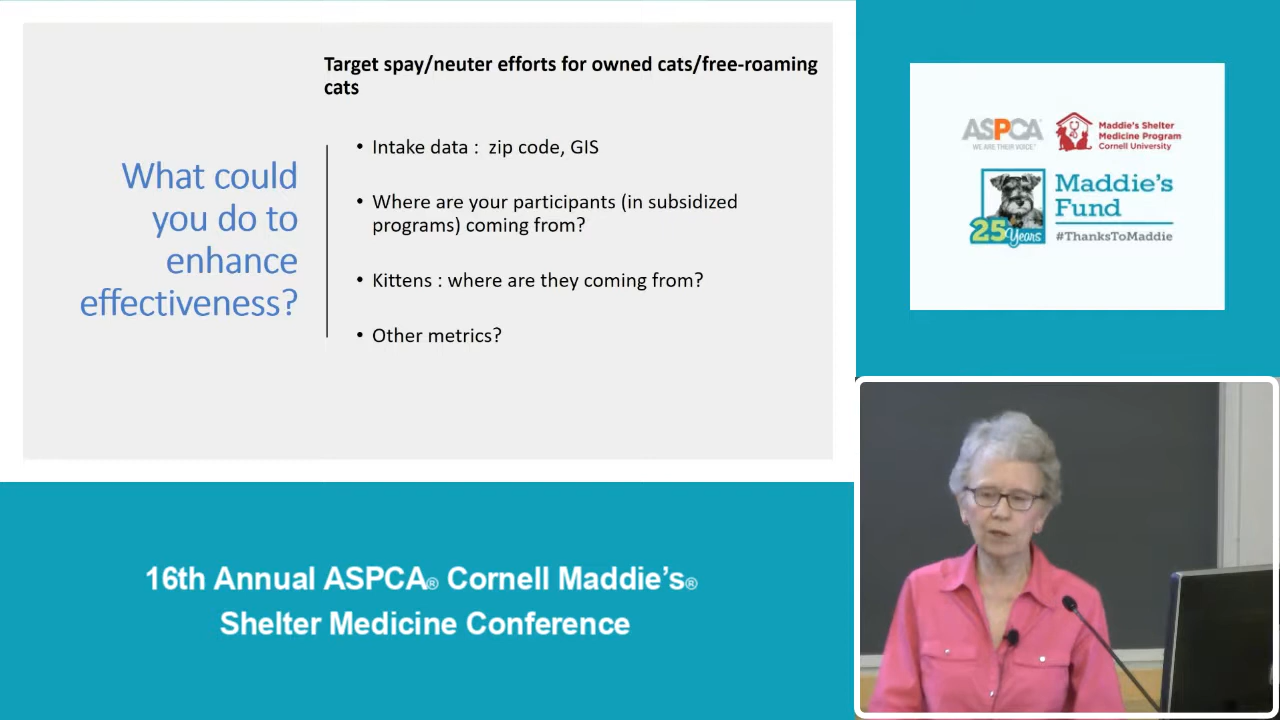 Target spay/neuter efforts for owned cats/free-roaming
cats
What could
you do to
enhance
effectiveness?
• Intake data : zip code, GIS
• Where are your participants (in subsidized
programs) coming from?
• Kittens : where are they coming from?
• Other metrics?
ASPCA
WE ARE THEIR VOICE®
Maddie's Shelter
Medicine Program
Cornell University
25 Years
Maddie's
Fund
#ThanksToMaddie
16th Annual ASPCA® Cornell Maddie's®
Shelter Medicine Conference